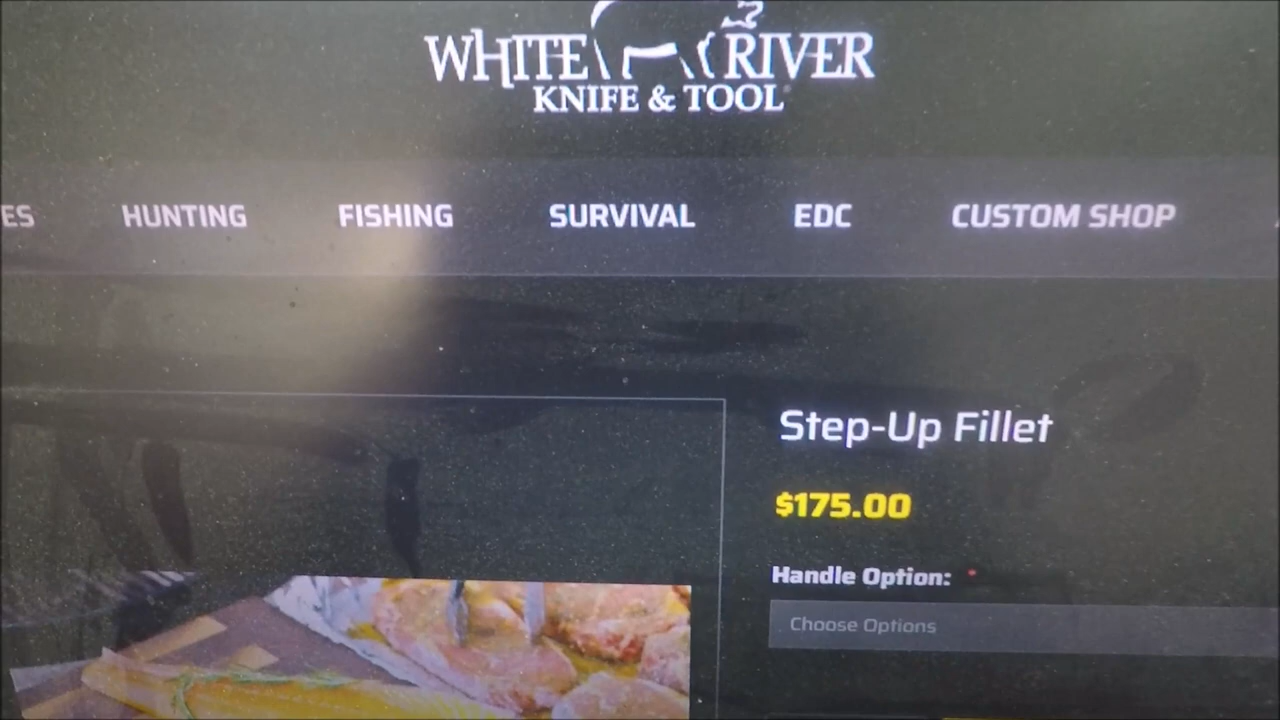 WHITE RIVER
KNIFE & TOOL
ES HUNTING FISHING SURVIVAL EDC CUSTOM SHOP
Step-Up Fillet
$175.00
Handle Option: *
Choose Options